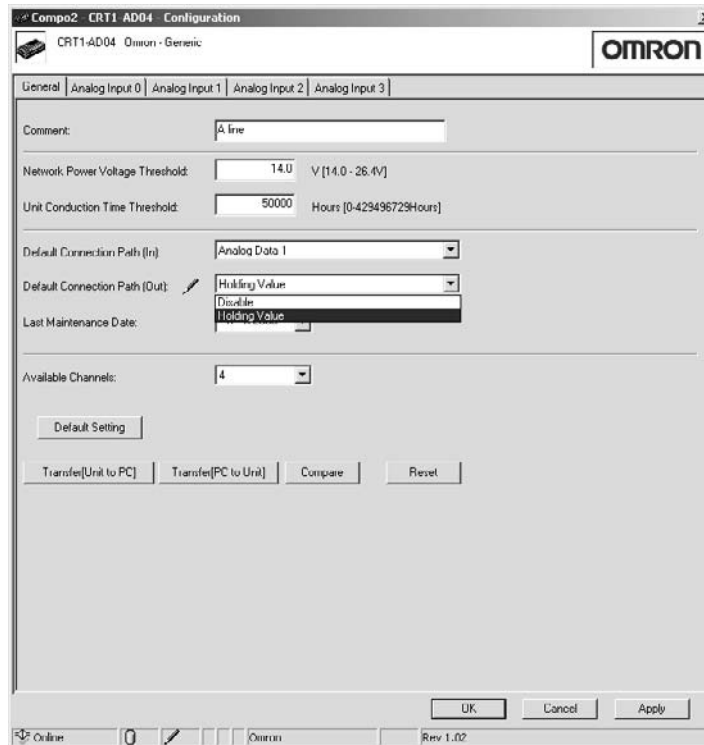 Compo2 - CRT1-AD04 - Configuration
CRT1-AD04 Omron - Generic
OMRON
General Analog Input 0 Analog Input 1 Analog Input 2 Analog Input 3
Comment: A line
Network Power Voltage Threshold: 14.0 V [14.0 - 26.4V]
Unit Conduction Time Threshold: 50000 Hours [0-429496729Hours]
Default Connection Path (In) Analog Data 1
Default Connection Path (Out): Holding Value
Disable
Holding Value
Last Maintenance Date:
Available Channels: 4
Default Setting
Transfer[Unit to PC] Transfer[PC to Unit] Compare Reset
OK Cancel Apply
Online Omron Rev 1.02